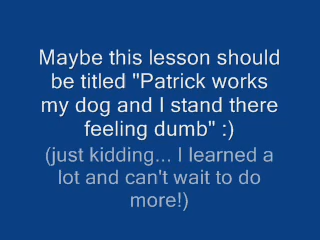 Maybe this lesson should
be titled "Patrick works
my dog and I stand there
feeling dumb" :)
(just kidding... I learned a
lot and can't wait to do
more!)